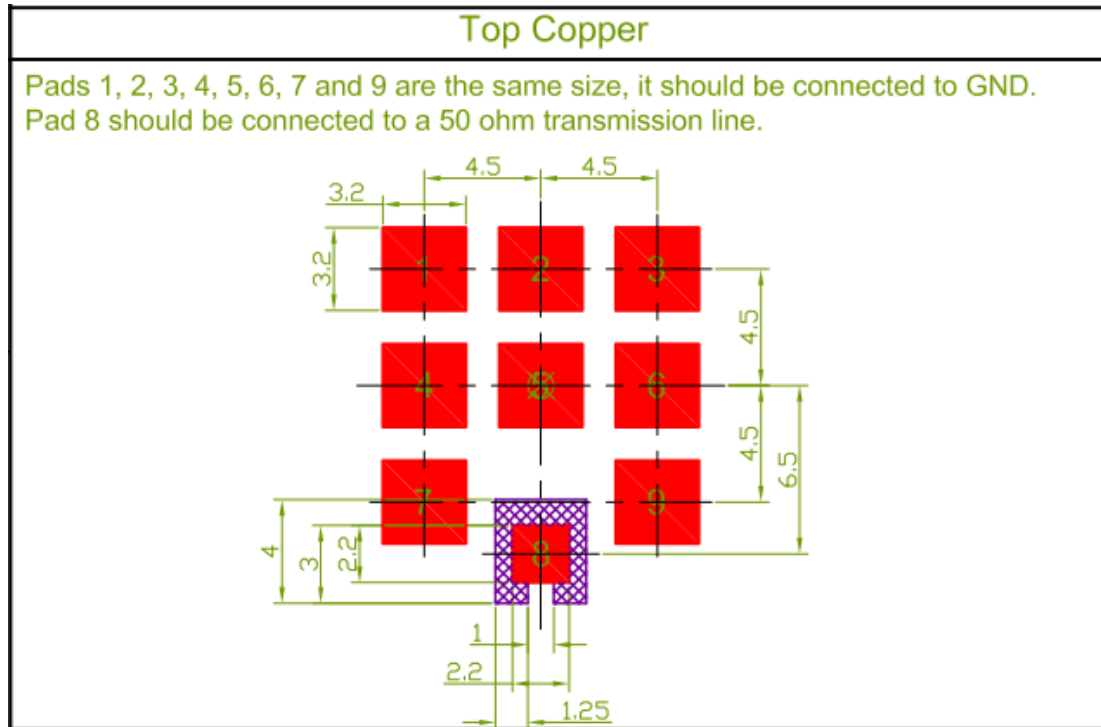 Top Copper
Pads 1, 2, 3, 4, 5, 6, 7 and 9 are the same size, it should be connected to GND.
Pad 8 should be connected to a 50 ohm transmission line.
4.5 4.5
3.2
3.2
1 2 3
4.5
4 5 6
4.5
6.5
7 9
4
3
2.2
8
1
2.2
1.25